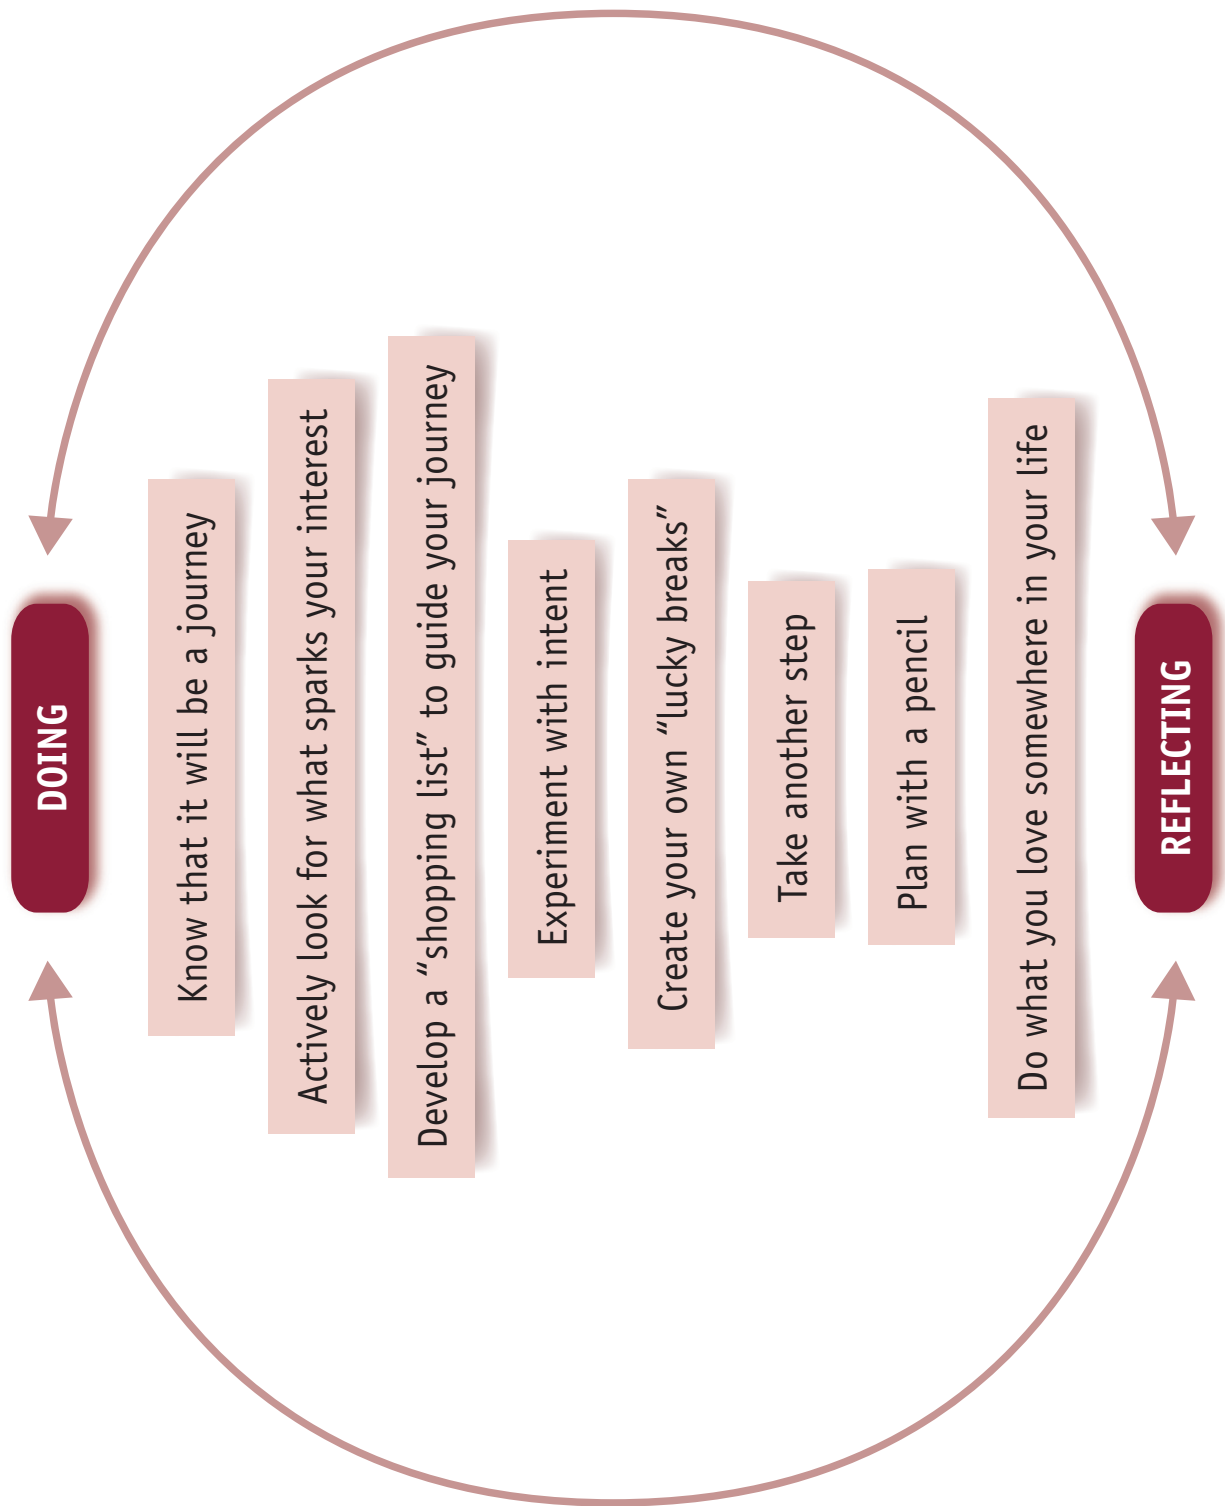 DOING
Know that it will be a journey
Actively look for what sparks your interest
Develop a “shopping list” to guide your journey
Experiment with intent
Create your own “lucky breaks”
Take another step
Plan with a pencil
Do what you love somewhere in your life
REFLECTING